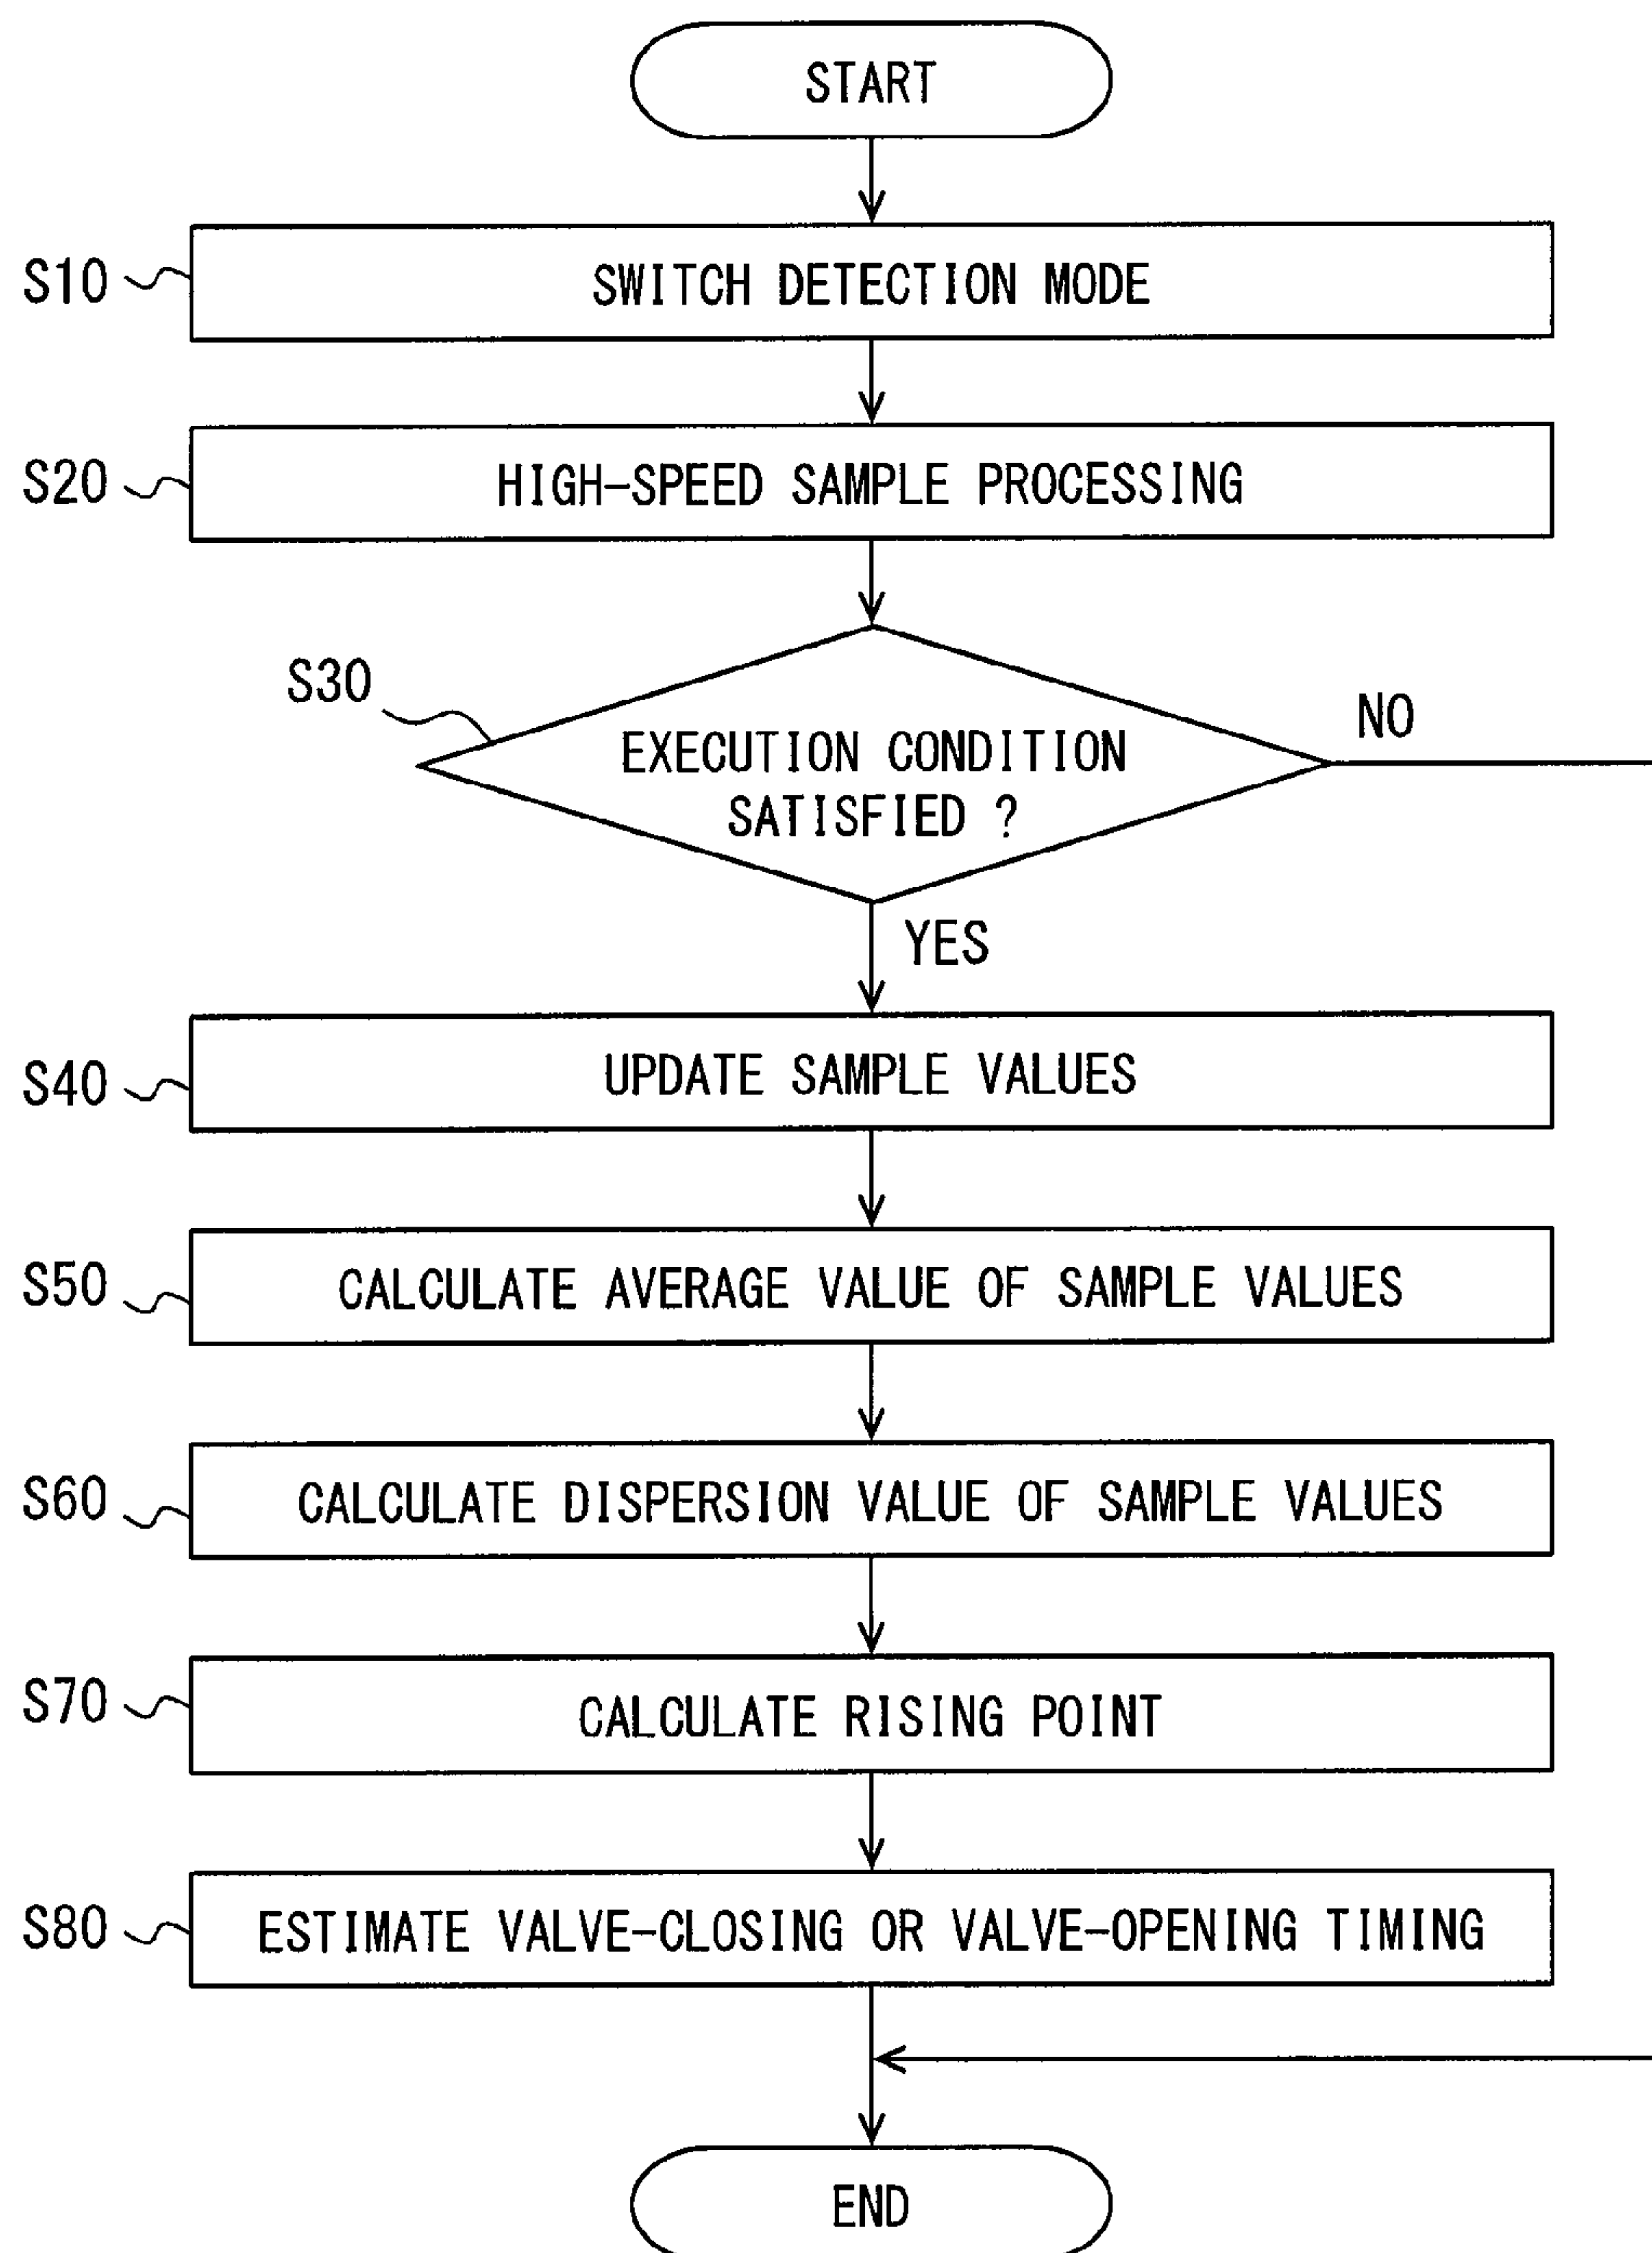 START
S10
SWITCH DETECTION MODE
S20
HIGH-SPEED SAMPLE PROCESSING
S30
EXECUTION CONDITION
SATISFIED ?
NO
YES
S40
UPDATE SAMPLE VALUES
S50
CALCULATE AVERAGE VALUE OF SAMPLE VALUES
S60
CALCULATE DISPERSION VALUE OF SAMPLE VALUES
S70
CALCULATE RISING POINT
S80
ESTIMATE VALVE-CLOSING OR VALVE-OPENING TIMING
END